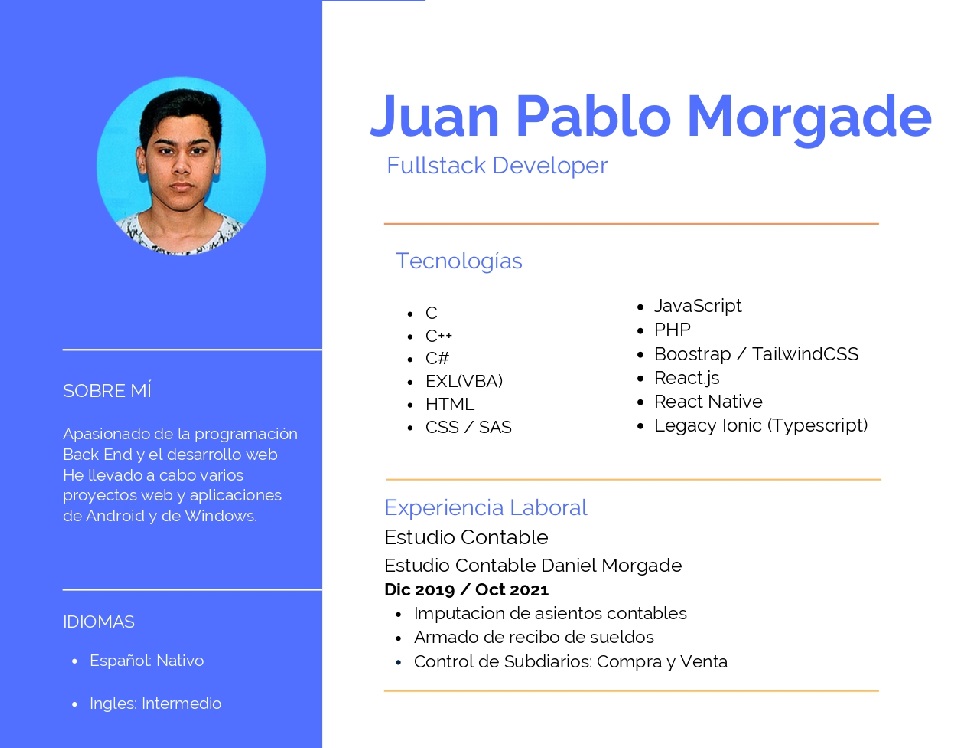 Juan Pablo Morgade
Fullstack Developer
SOBRE MÍ
Apasionado de la programación
Back End y el desarrollo web
He llevado a cabo varios
proyectos web y aplicaciones
de Android y de Windows.
IDIOMAS
• Español: Nativo
• Ingles: Intermedio
Tecnologías
• C
• C++
• C#
• EXL(VBA)
• HTML
• CSS / SAS
• JavaScript
• PHP
• Boostrap / TailwindCSS
• React.js
• React Native
• Legacy Ionic (Typescript)
Experiencia Laboral
Estudio Contable
Estudio Contable Daniel Morgade
Dic 2019 / Oct 2021
• Imputacion de asientos contables
• Armado de recibo de sueldos
• Control de Subdiarios: Compra y Venta